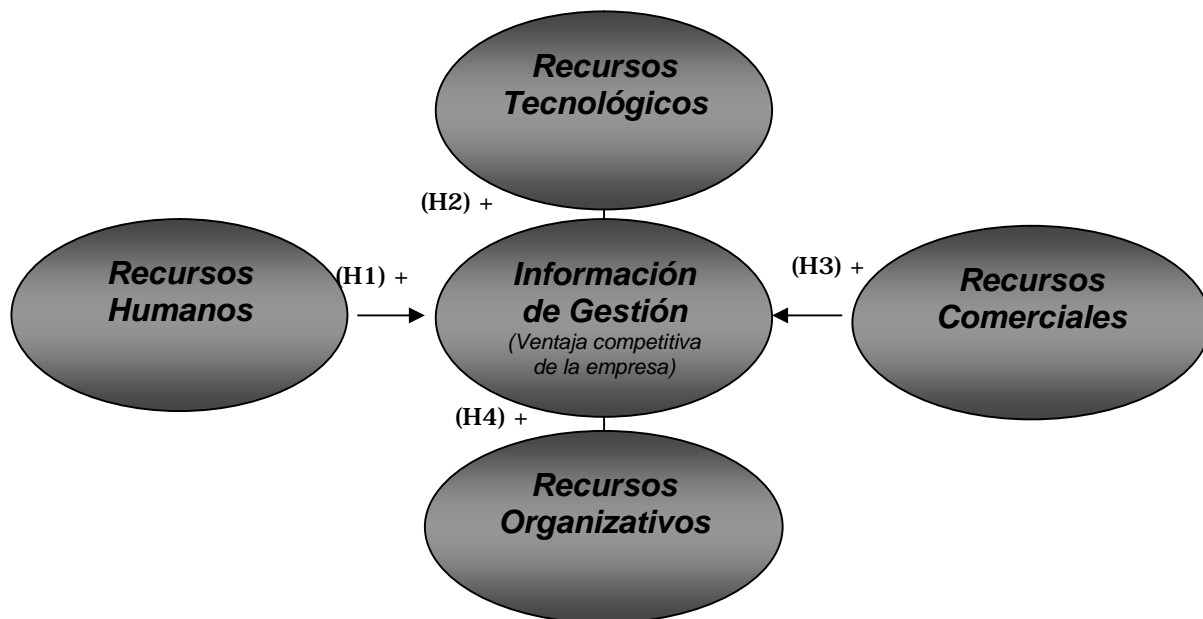 Recursos
Tecnológicos
(H2) +
Recursos
Humanos
(H1) +
Información
de Gestión
(Ventaja competitiva
de la empresa)
(H3) +
Recursos
Comerciales
(H4) +
Recursos
Organizativos